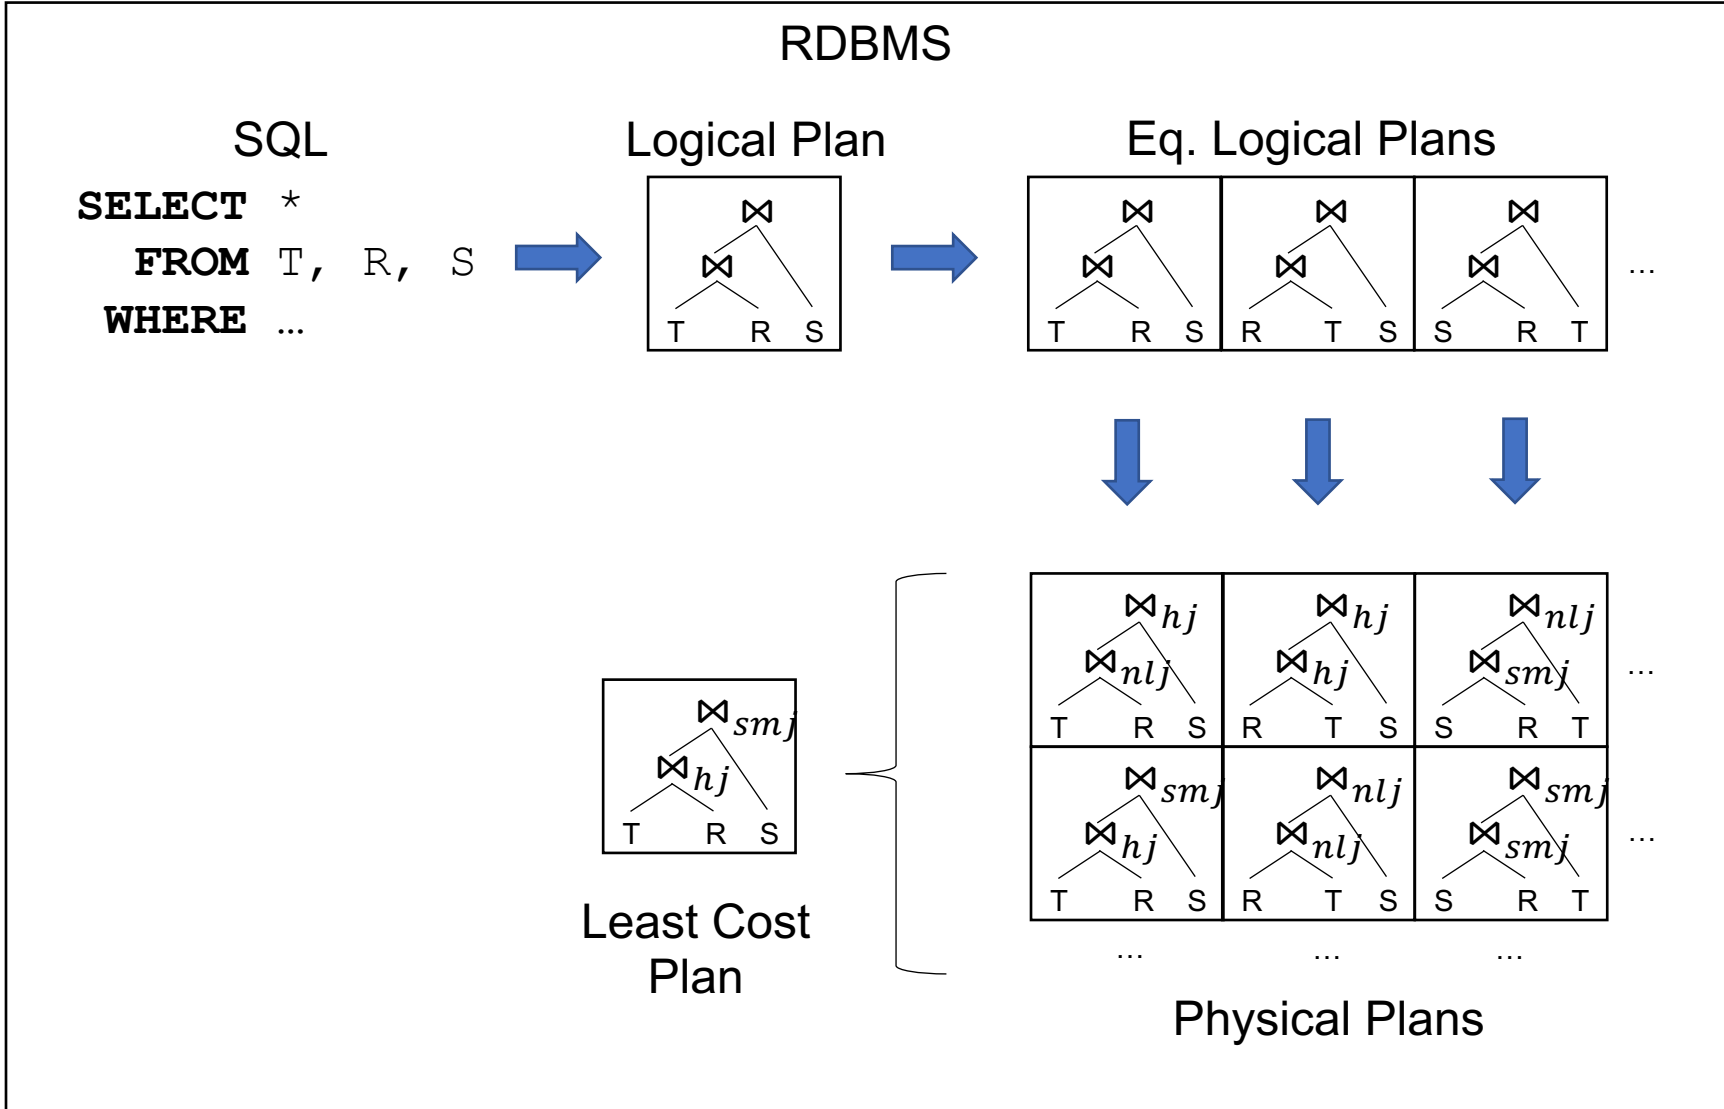 RDBMS
SQL
SELECT *
FROM T, R, S
WHERE …
Logical Plan
⋈
⋈
T R S
Eq. Logical Plans
⋈ ⋈ ⋈
⋈ ⋈ ⋈ …
T R S R T S S R T
⋈hj ⋈hj ⋈nlj
⋈nlj ⋈hj ⋈smj …
T R S R T S S R T
⋈smj ⋈nlj ⋈smj
⋈hj ⋈nlj ⋈smj …
T R S R T S S R T
… … …
Physical Plans
⋈smj
⋈hj
T R S
Least Cost
Plan